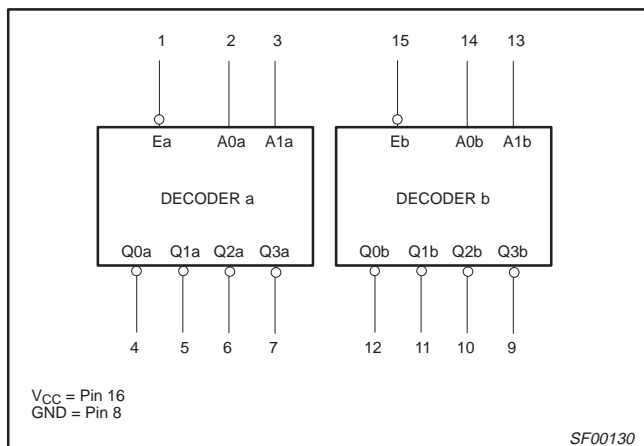 1 2 3 15 14 13
Ea A0a A1a Eb A0b A1b
DECODER a DECODER b
Q0a Q1a Q2a Q3a Q0b Q1b Q2b Q3b
4 5 6 7 12 11 10 9
VCC = Pin 16
GND = Pin 8
SF00130